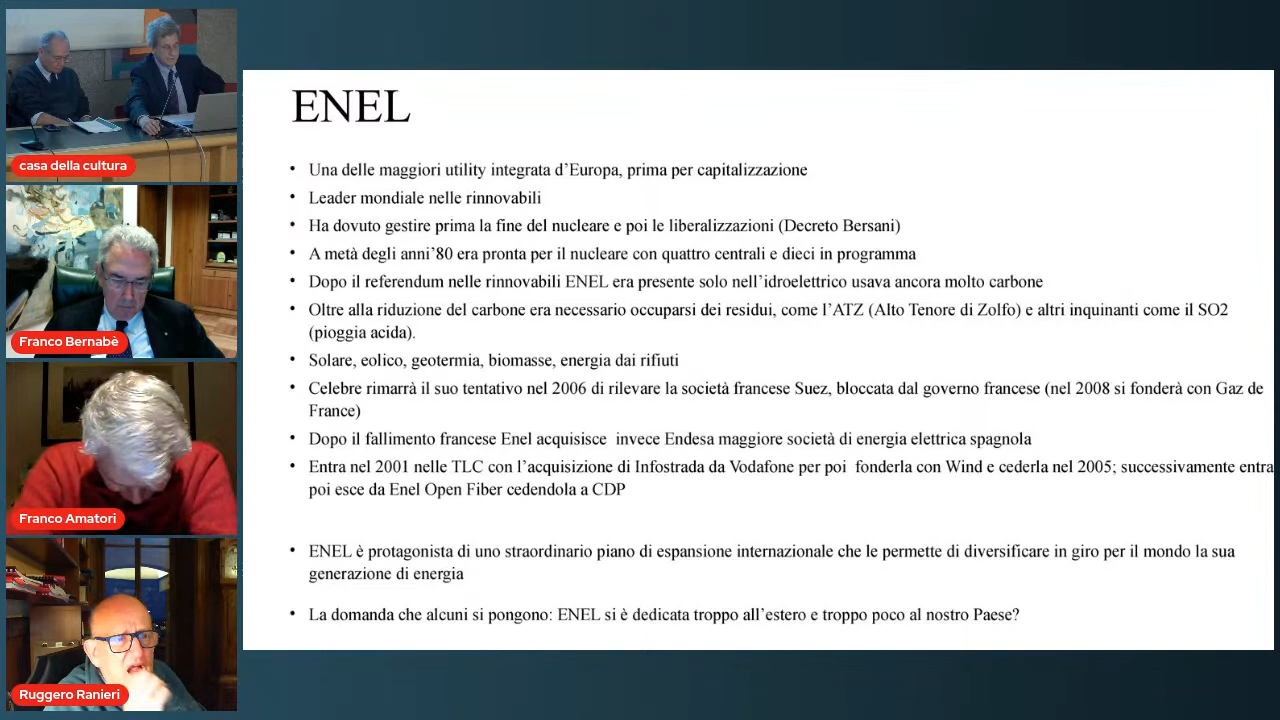 casa della cultura
Franco Bernabè
Franco Amatori
Ruggero Ranieri
ENEL
• Una delle maggiori utility integrata d’Europa, prima per capitalizzazione
• Leader mondiale nelle rinnovabili
• Ha dovuto gestire prima la fine del nucleare e poi le liberalizzazioni (Decreto Bersani)
• A metà degli anni’80 era pronta per il nucleare con quattro centrali e dieci in programma
• Dopo il referendum nelle rinnovabili ENEL era presente solo nell’idroelettrico usava ancora molto carbone
• Oltre alla riduzione del carbone era necessario occuparsi dei residui, come l’ATZ (Alto Tenore di Zolfo) e altri inquinanti come il SO2
(pioggia acida).
• Solare, eolico, geotermia, biomasse, energia dai rifiuti
• Celebre rimarrà il suo tentativo nel 2006 di rilevare la società francese Suez, bloccata dal governo francese (nel 2008 si fonderà con Gaz de
France)
• Dopo il fallimento francese Enel acquisisce invece Endesa maggiore società di energia elettrica spagnola
• Entra nel 2001 nelle TLC con l’acquisizione di Infostrada da Vodafone per poi fonderla con Wind e cederla nel 2005; successivamente entra
poi esce da Enel Open Fiber cedendola a CDP
• ENEL è protagonista di uno straordinario piano di espansione internazionale che le permette di diversificare in giro per il mondo la sua
generazione di energia
• La domanda che alcuni si pongono: ENEL si è dedicata troppo all’estero e troppo poco al nostro Paese?